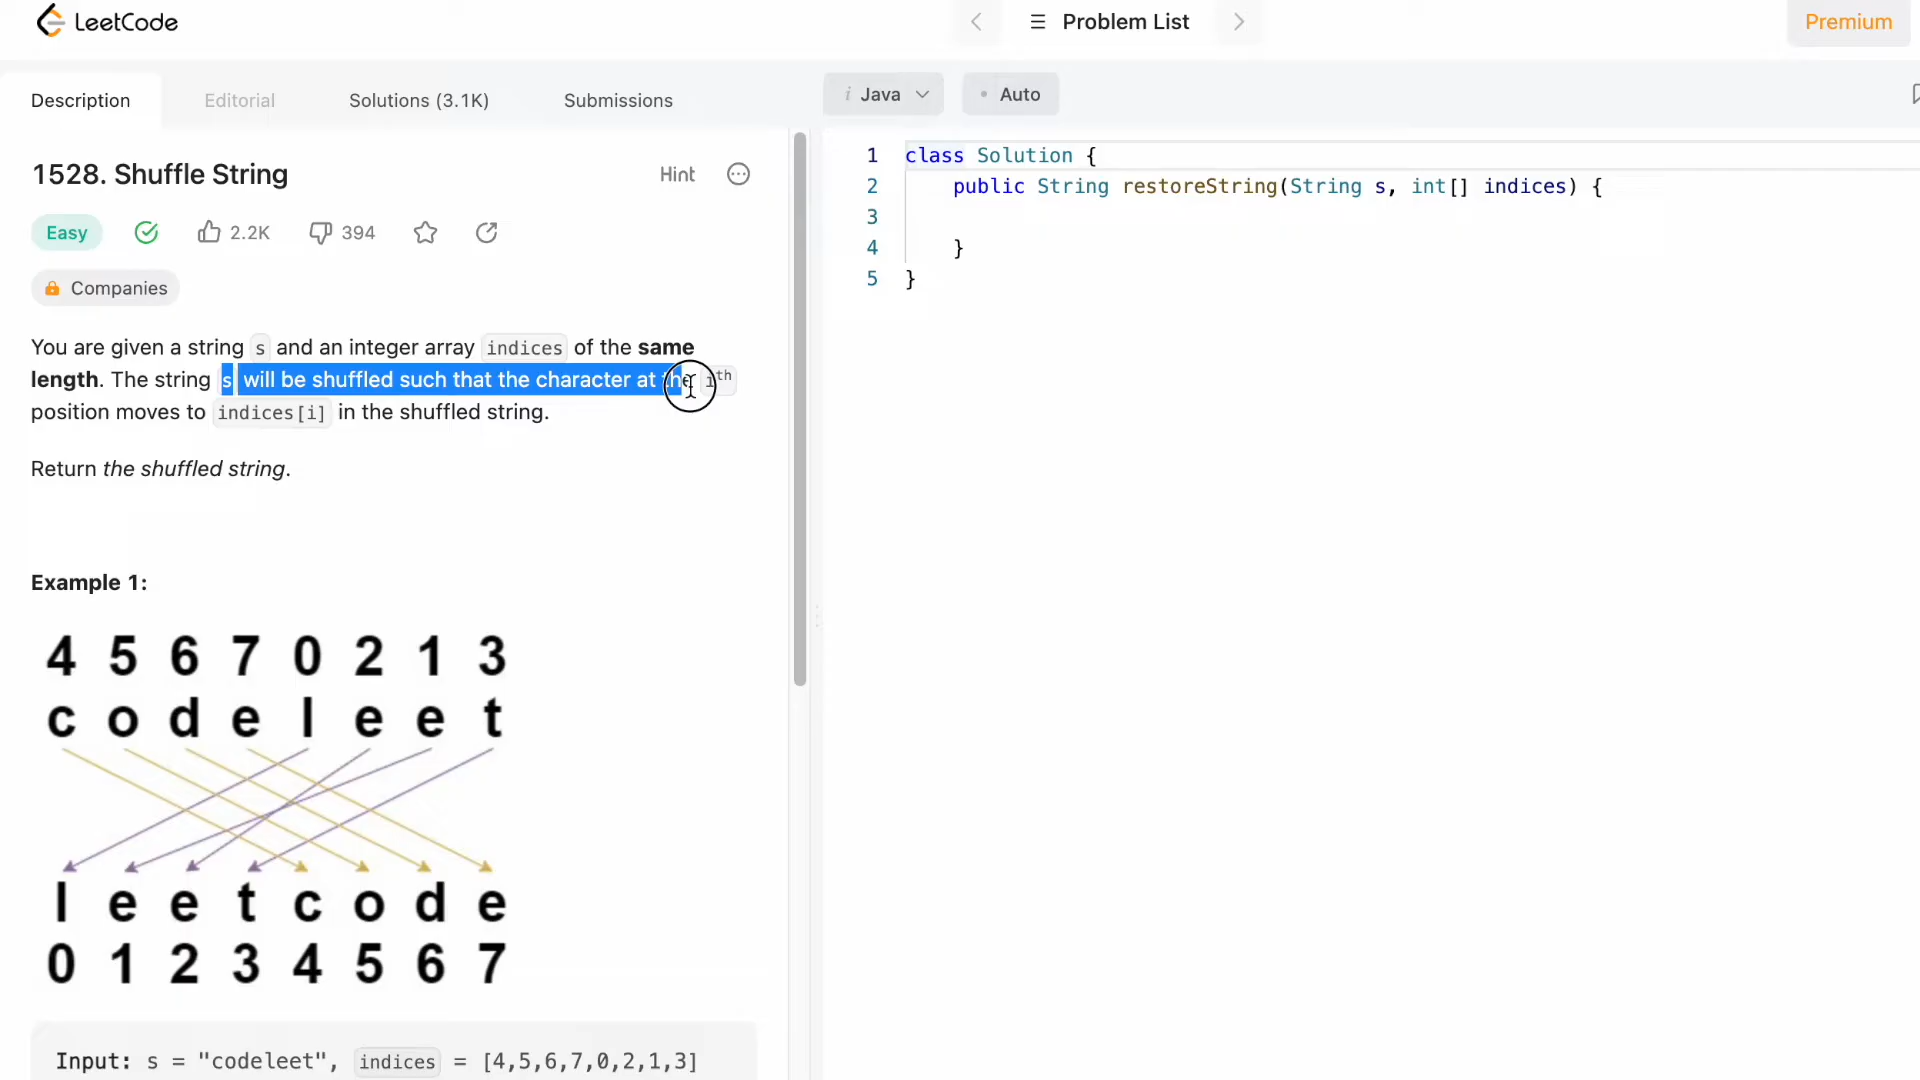 LeetCode
Problem List
Premium
Description Editorial Solutions (3.1K) Submissions
i Java • Auto
1528. Shuffle String Hint
Easy 2.2K 394
Companies
You are given a string s and an integer array indices of the same
length. The string s will be shuffled such that the character at the ith
position moves to indices[i] in the shuffled string.
Return the shuffled string.
Example 1:
4 5 6 7 0 2 1 3
c o d e l e e t
l e e t c o d e
0 1 2 3 4 5 6 7
Input: s = "codeleet", indices = [4,5,6,7,0,2,1,3]
1 class Solution {
2 public String restoreString(String s, int[] indices) {
3
4 }
5 }